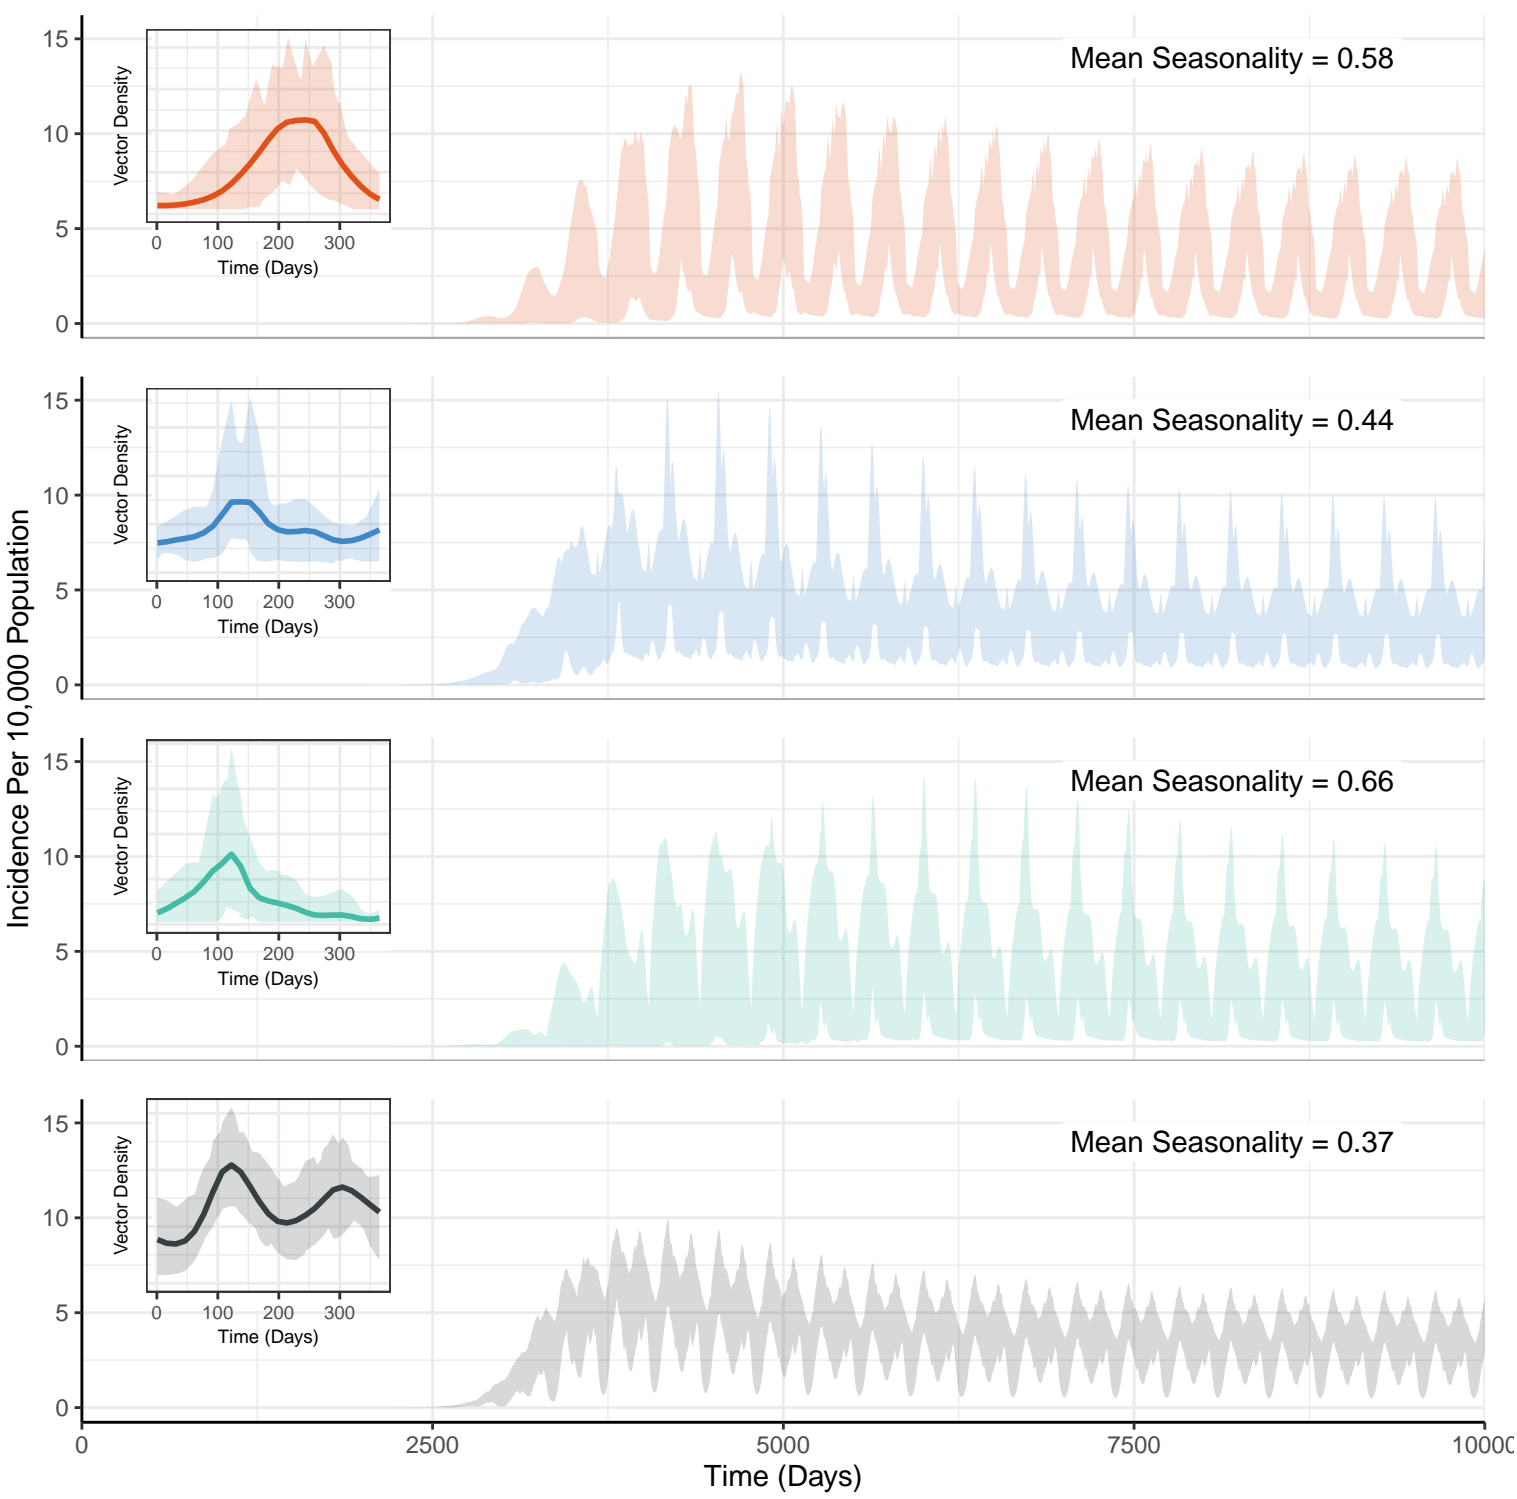 Incidence Per 10,000 Population
15
10
5
0
Mean Seasonality = 0.58
Vector Density
0 100 200 300
Time (Days)
15
10
5
0
Mean Seasonality = 0.44
Vector Density
0 100 200 300
Time (Days)
15
10
5
0
Mean Seasonality = 0.66
Vector Density
0 100 200 300
Time (Days)
15
10
5
0
Mean Seasonality = 0.37
Vector Density
0 100 200 300
Time (Days)
0 2500 5000 7500 10000
Time (Days)